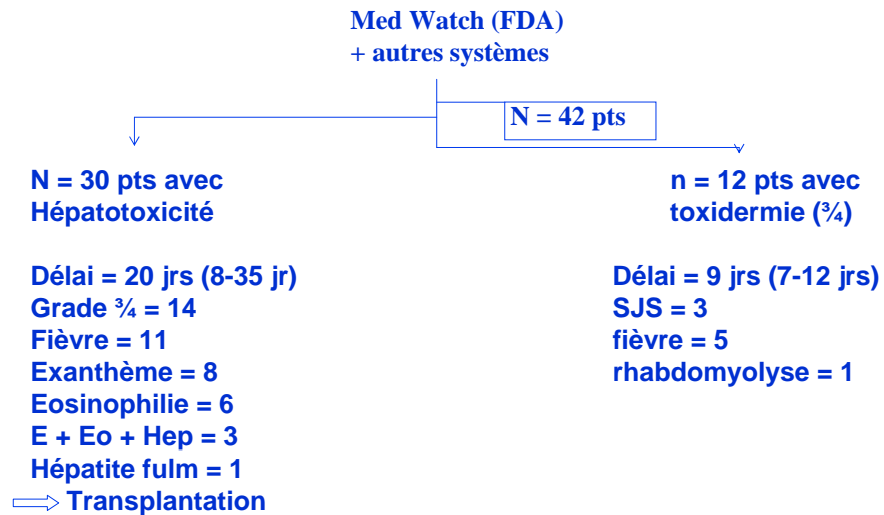 Med Watch (FDA)
+ autres systèmes
N = 42 pts
N = 30 pts avec
Hépatotoxicité
Délai = 20 jrs (8-35 jr)
Grade ¾ = 14
Fièvre = 11
Exanthème = 8
Eosinophilie = 6
E + Eo + Hep = 3
Hépatite fulm = 1
Transplantation
n = 12 pts avec
toxidermie (¾)
Délai = 9 jrs (7-12 jrs)
SJS = 3
fièvre = 5
rhabdomyolyse = 1